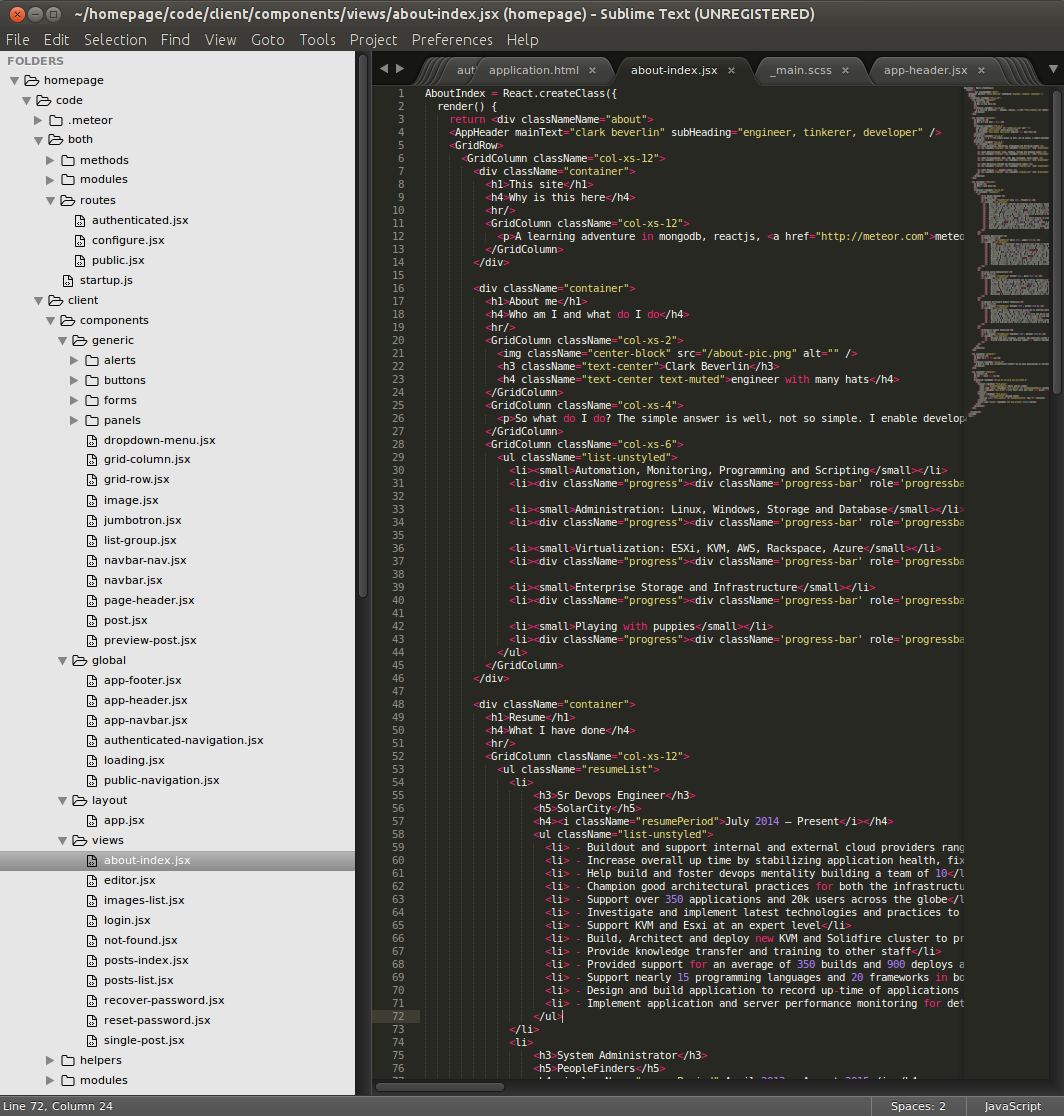 ~/homepage/code/client/components/views/about-index.jsx (homepage) - Sublime Text (UNREGISTERED)
File Edit Selection Find View Goto Tools Project Preferences Help
FOLDERS
homepage
code
.meteor
both
methods
modules
routes
authenticated.jsx
configure.jsx
public.jsx
startup.js
client
components
generic
alerts
buttons
forms
panels
dropdown-menu.jsx
grid-column.jsx
grid-row.jsx
image.jsx
jumbotron.jsx
list-group.jsx
navbar-nav.jsx
navbar.jsx
page-header.jsx
post.jsx
preview-post.jsx
global
app-footer.jsx
app-header.jsx
app-navbar.jsx
authenticated-navigation.jsx
loading.jsx
public-navigation.jsx
layout
app.jsx
views
about-index.jsx
editor.jsx
images-list.jsx
login.jsx
not-found.jsx
posts-index.jsx
posts-list.jsx
recover-password.jsx
reset-password.jsx
single-post.jsx
helpers
modules
aut application.html × about-index.jsx × _main.scss × app-header.jsx ×
1 AboutIndex = React.createClass({
2 render() {
3 return <div classNameName="about">
4 <AppHeader mainText="clark beverlin" subHeading="engineer, tinkerer, developer" />
5 <GridRow>
6 <GridColumn className="col-xs-12">
7 <div className="container">
8 <h1>This site</h1>
9 <h4>Why is this here</h4>
10 <hr/>
11 <GridColumn className="col-xs-12">
12 <p>A learning adventure in mongodb, reactjs, <a href="http://meteor.com">meteo
13 </GridColumn>
14 </div>
15
16 <div className="container">
17 <h1>About me</h1>
18 <h4>Who am I and what do I do</h4>
19 <hr/>
20 <GridColumn className="col-xs-2">
21 <img className="center-block" src="/about-pic.png" alt="" />
22 <h3 className="text-center">Clark Beverlin</h3>
23 <h4 className="text-center text-muted">engineer with many hats</h4>
24 </GridColumn>
25 <GridColumn className="col-xs-4">
26 <p>So what do I do? The simple answer is well, not so simple. I enable develop
27 </GridColumn>
28 <GridColumn className="col-xs-6">
29 <ul className="list-unstyled">
30 <li><small>Automation, Monitoring, Programming and Scripting</small></li>
31 <li><div className="progress"><div className='progress-bar' role='progressba
32
33 <li><small>Administration: Linux, Windows, Storage and Database</small></li>
34 <li><div className="progress"><div className='progress-bar' role='progressba
35
36 <li><small>Virtualization: ESXi, KVM, AWS, Rackspace, Azure</small></li>
37 <li><div className="progress"><div className='progress-bar' role='progressba
38
39 <li><small>Enterprise Storage and Infrastructure</small></li>
40 <li><div className="progress"><div className='progress-bar' role='progressba
41
42 <li><small>Playing with puppies</small></li>
43 <li><div className="progress"><div className='progress-bar' role='progressba
44 </ul>
45 </GridColumn>
46 </div>
47
48 <div className="container">
49 <h1>Resume</h1>
50 <h4>What I have done</h4>
51 <hr/>
52 <GridColumn className="col-xs-12">
53 <ul className="resumeList">
54 <li>
55 <h3>Sr Devops Engineer</h3>
56 <h5>SolarCity</h5>
57 <h4><i className="resumePeriod">July 2014 – Present</i></h4>
58 <ul className="list-unstyled">
59 <li> - Buildout and support internal and external cloud providers rang
60 <li> - Increase overall up time by stabilizing application health, fix
61 <li> - Help build and foster devops mentality building a team of 10</l
62 <li> - Champion good architectural practices for both the infrastructu
63 <li> - Support over 350 applications and 20k users across the globe</l
64 <li> - Investigate and implement latest technologies and practices to
65 <li> - Support KVM and Esxi at an expert level</li>
66 <li> - Build, Architect and deploy new KVM and Solidfire cluster to pr
67 <li> - Provide knowledge transfer and training to other staff</li>
68 <li> - Provided support for an average of 350 builds and 900 deploys a
69 <li> - Support nearly 15 programming languages and 20 frameworks in bo
70 <li> - Design and build application to record up-time of applications
71 <li> - Implement application and server performance monitoring for det
72 </ul>
73 </li>
74 <li>
75 <h3>System Administrator</h3>
76 <h5>PeopleFinders</h5>
Line 72, Column 24 Spaces: 2 JavaScript